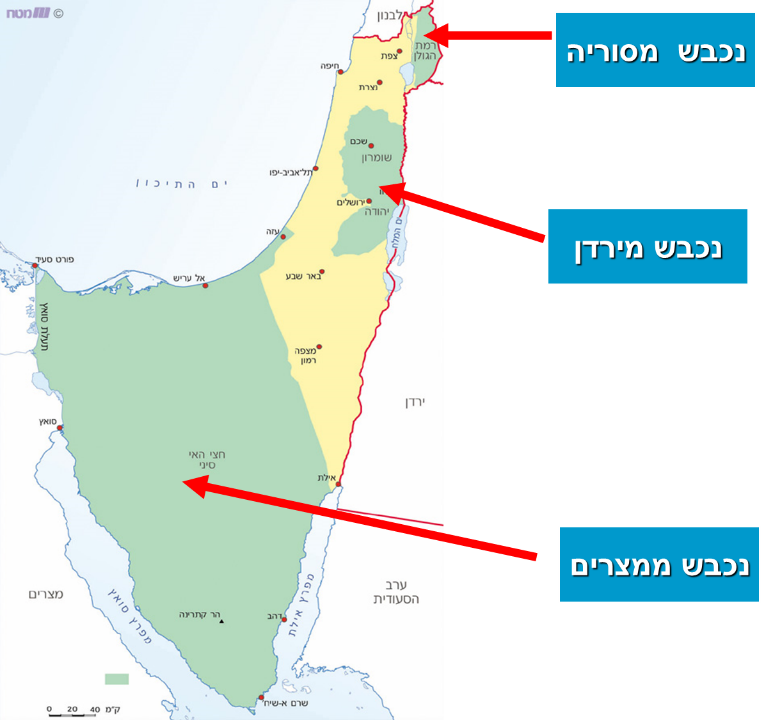 © מטח
לבנון
רמת
הגולן
צפת
חיפה
נצרת
שכם
שומרון
תל־אביב-יפו
ים התיכון
ירושלים
יהודה
ים המלח
עזה
פורט סעיד
אל עריש
באר שבע
תעלת סואץ
מצפה
רמון
ירדן
סואץ
חצי האי
סיני
אילת
מפרץ אילת
מפרץ סואץ
ערב
הסעודית
מצרים
הר קתרינה
דהב
שרם א-שיח'
0 20 40 ק"מ
נכבש מסוריה
נכבש מירדן
נכבש ממצרים